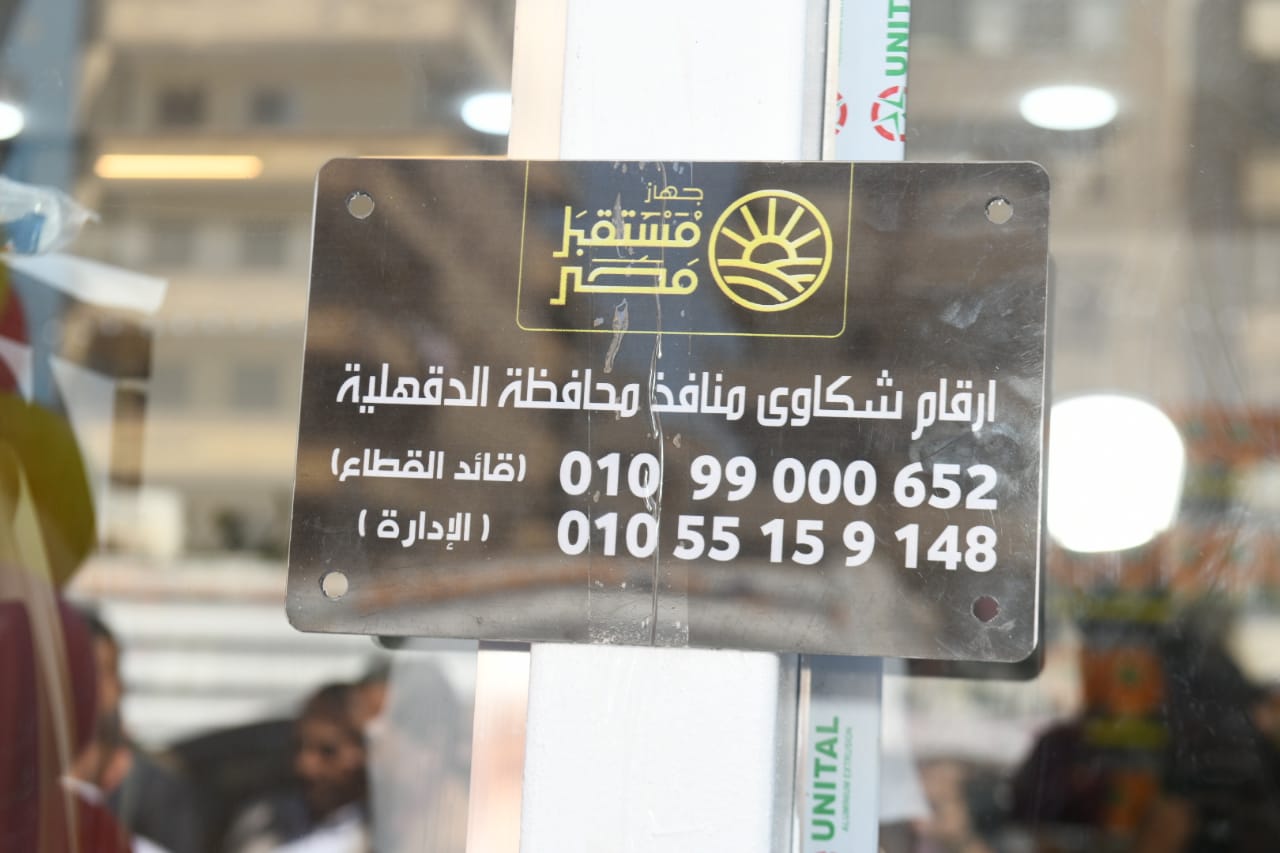 UNIT
جهاز
مستقبل
مصر
ارقام شكاوى منافذ محافظة الدقهلية
010 99 000 652 (قائد القطاع)
010 55 15 9 148 ( الإدارة )
UNITAL
ALUMINIUM EXTRUSION